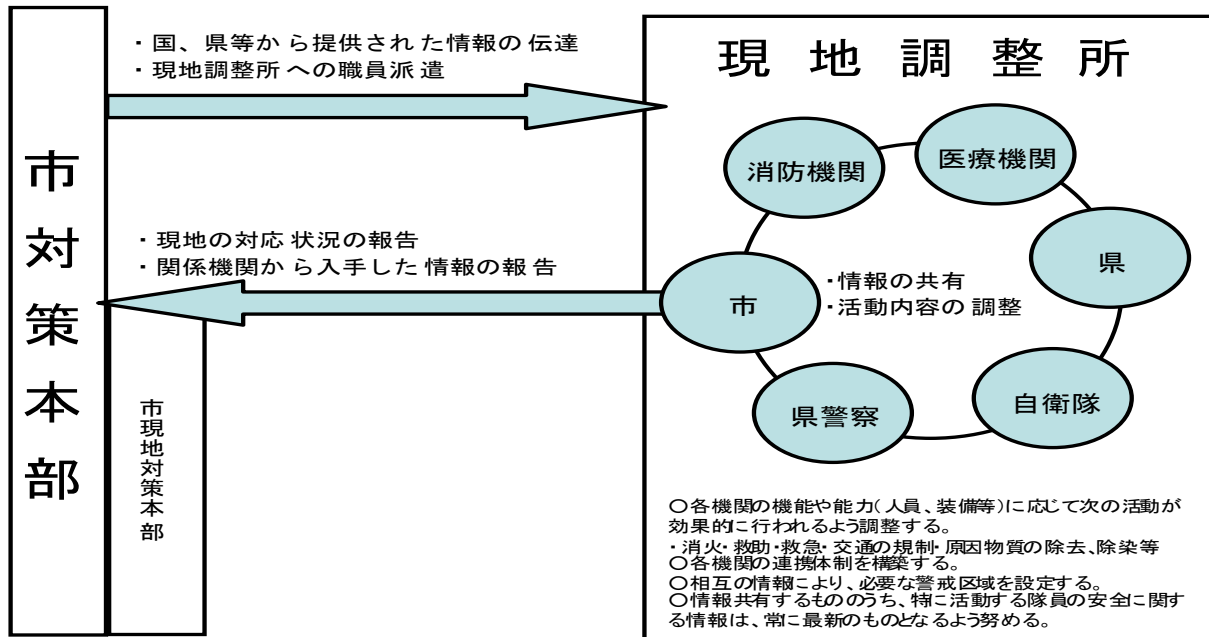 市対策本部
・国、県等から提供された情報の伝達
・現地調整所への職員派遣
・現地の対応状況の報告
・関係機関から入手した情報の報告
市現地対策本部
現地調整所
消防機関
医療機関
県
市
・情報の共有
・活動内容の調整
県警察
自衛隊
〇各機関の機能や能力(人員、装備等)に応じて次の活動が
効果的に行われるよう調整する。
・消火・救助・救急・交通の規制・原因物質の除去、除染等
〇各機関の連携体制を構築する。
〇相互の情報により、必要な警戒区域を設定する。
〇情報共有するもののうち、特に活動する隊員の安全に関す
る情報は、常に最新のものとなるよう努める。